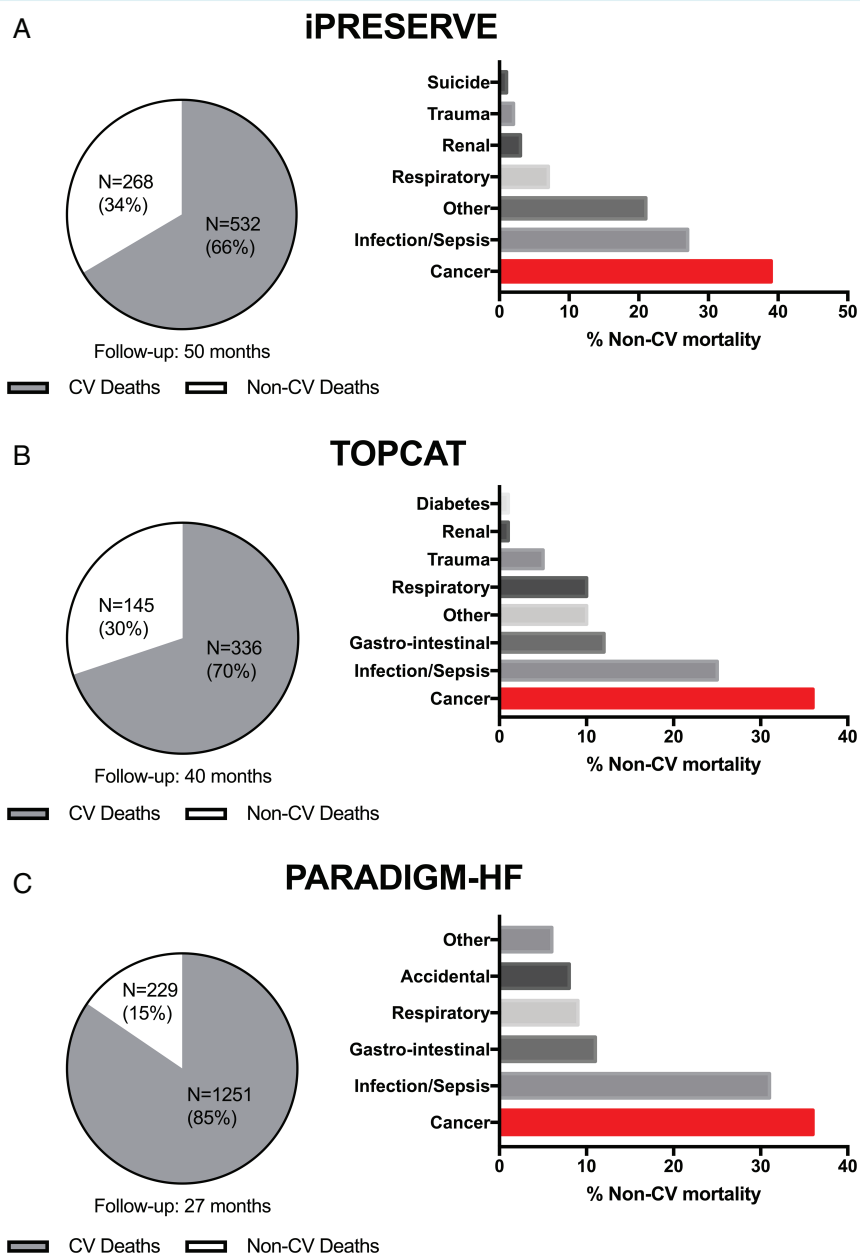 A
iPRESERVE
N=268
(34%)
N=532
(66%)
Follow-up: 50 months
CV Deaths
Non-CV Deaths
Suicide
Trauma
Renal
Respiratory
Other
Infection/Sepsis
Cancer
0 10 20 30 40 50
% Non-CV mortality
B
TOPCAT
N=145
(30%)
N=336
(70%)
Follow-up: 40 months
CV Deaths
Non-CV Deaths
Diabetes
Renal
Trauma
Respiratory
Other
Gastro-intestinal
Infection/Sepsis
Cancer
0 10 20 30 40
% Non-CV mortality
C
PARADIGM-HF
N=229
(15%)
N=1251
(85%)
Follow-up: 27 months
CV Deaths
Non-CV Deaths
Other
Accidental
Respiratory
Gastro-intestinal
Infection/Sepsis
Cancer
0 10 20 30 40
% Non-CV mortality